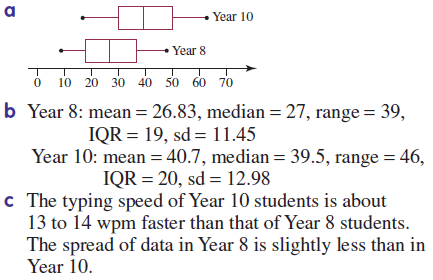 a
Year 10
Year 8
0 10 20 30 40 50 60 70
b Year 8: mean = 26.83, median = 27, range = 39,
IQR = 19, sd = 11.45
Year 10: mean = 40.7, median = 39.5, range = 46,
IQR = 20, sd = 12.98
c The typing speed of Year 10 students is about
13 to 14 wpm faster than that of Year 8 students.
The spread of data in Year 8 is slightly less than in
Year 10.